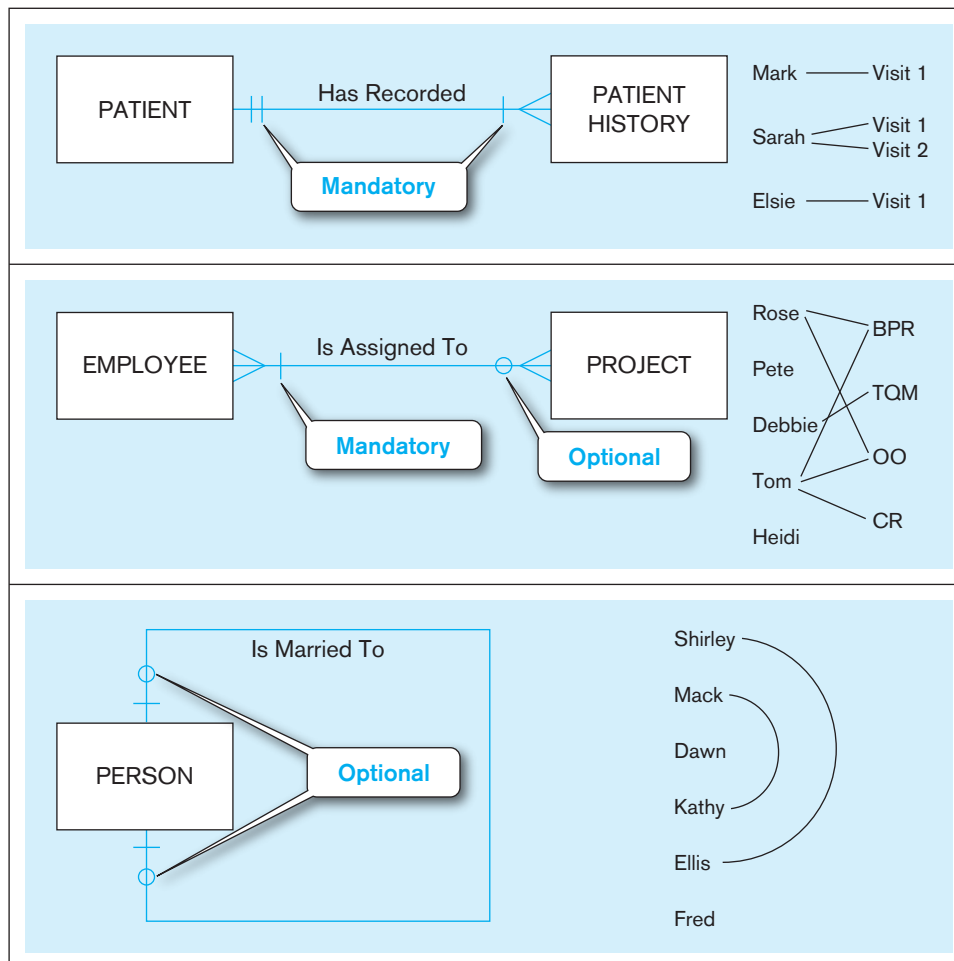 PATIENT
Has Recorded
PATIENT
HISTORY
Mandatory
Mark
Visit 1
Sarah
Visit 1
Visit 2
Elsie
Visit 1
EMPLOYEE
Is Assigned To
PROJECT
Mandatory
Optional
Rose
BPR
Pete
TQM
Debbie
OO
Tom
CR
Heidi
Is Married To
PERSON
Optional
Shirley
Mack
Dawn
Kathy
Ellis
Fred